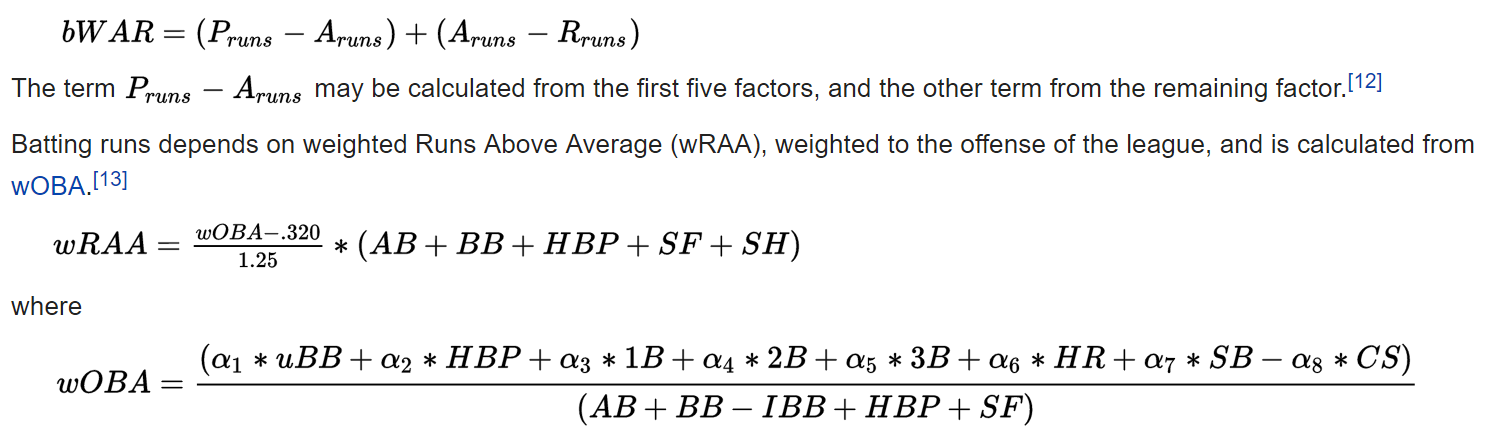 bWAR = (P_runs − A_runs) + (A_runs − R_runs)
The term P_runs − A_runs may be calculated from the first five factors, and the other term from the remaining factor.[12]
Batting runs depends on weighted Runs Above Average (wRAA), weighted to the offense of the league, and is calculated from
wOBA.[13]
wRAA = (wOBA−.320)/1.25 ∗ (AB + BB + HBP + SF + SH)
where
wOBA = (α₁ ∗ uBB + α₂ ∗ HBP + α₃ ∗ 1B + α₄ ∗ 2B + α₅ ∗ 3B + α₆ ∗ HR + α₇ ∗ SB − α₈ ∗ CS)
(AB + BB − IBB + HBP + SF)